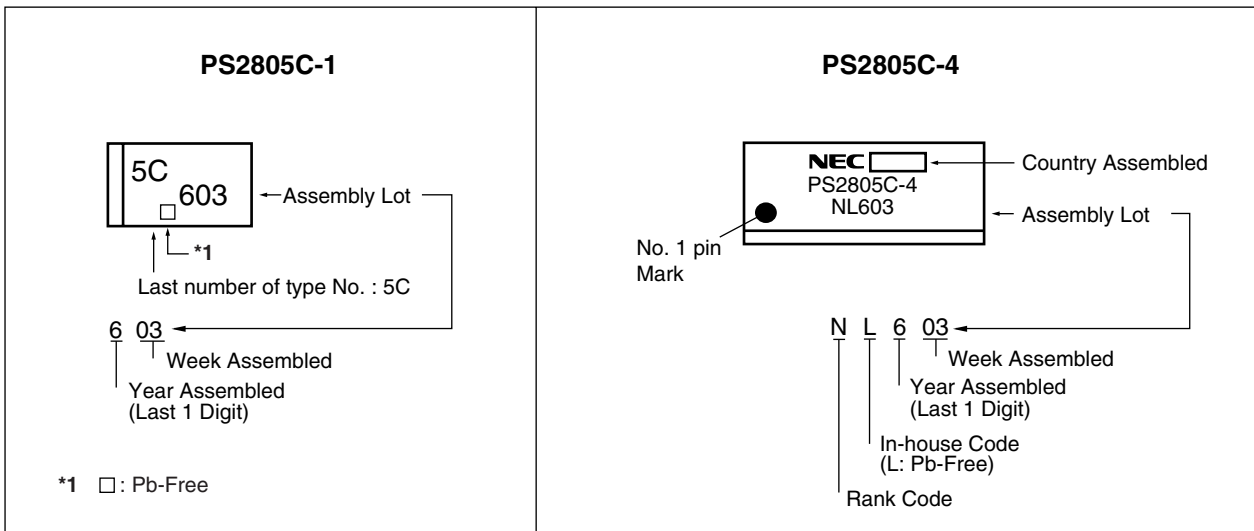 PS2805C-1
5C
603
Assembly Lot
*1
Last number of type No. : 5C
6 03
Week Assembled
Year Assembled
(Last 1 Digit)
*1 □ : Pb-Free
PS2805C-4
NEC
Country Assembled
PS2805C-4
NL603
Assembly Lot
No. 1 pin
Mark
N L 6 03
Week Assembled
Year Assembled
(Last 1 Digit)
In-house Code
(L: Pb-Free)
Rank Code